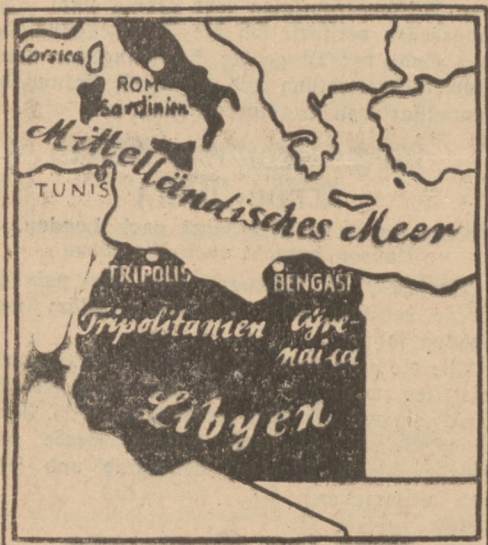 Corsica
ROM
Sardinien
Mittelländisches Meer
TUNIS
TRIPOLIS
BENGASI
Tripolitanien
Cyre-
naica
Libyen